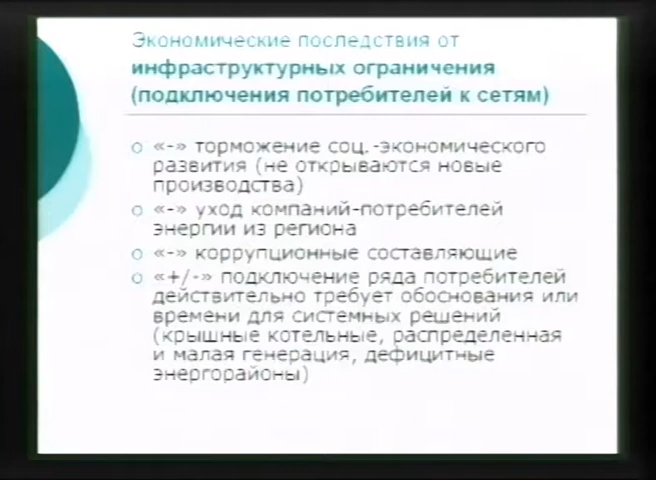 Экономические последствия от
инфраструктурных ограничения
(подключения потребителей к сетям)
«-» торможение соц.-экономического
развития (не открываются новые
производства)
«-» уход компаний-потребителей
энергии из региона
«-» коррупционные составляющие
«+/-» подключение ряда потребителей
действительно требует обоснования или
времени для системных решений
(крышные котельные, распределенная
и малая генерация, дефицитные
энергорайоны)